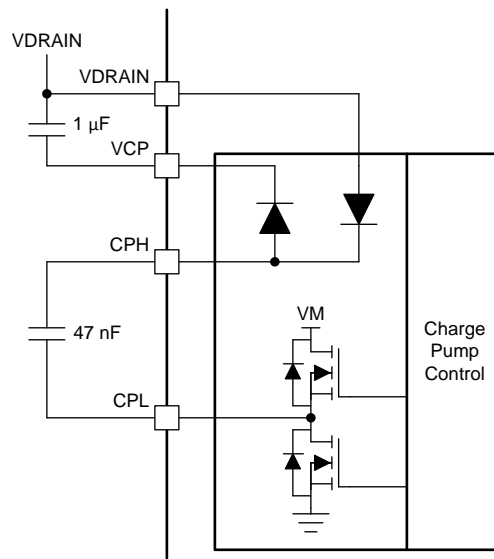 VDRAIN
VDRAIN
1 µF
VCP
CPH
47 nF
VM
Charge
Pump
Control
CPL